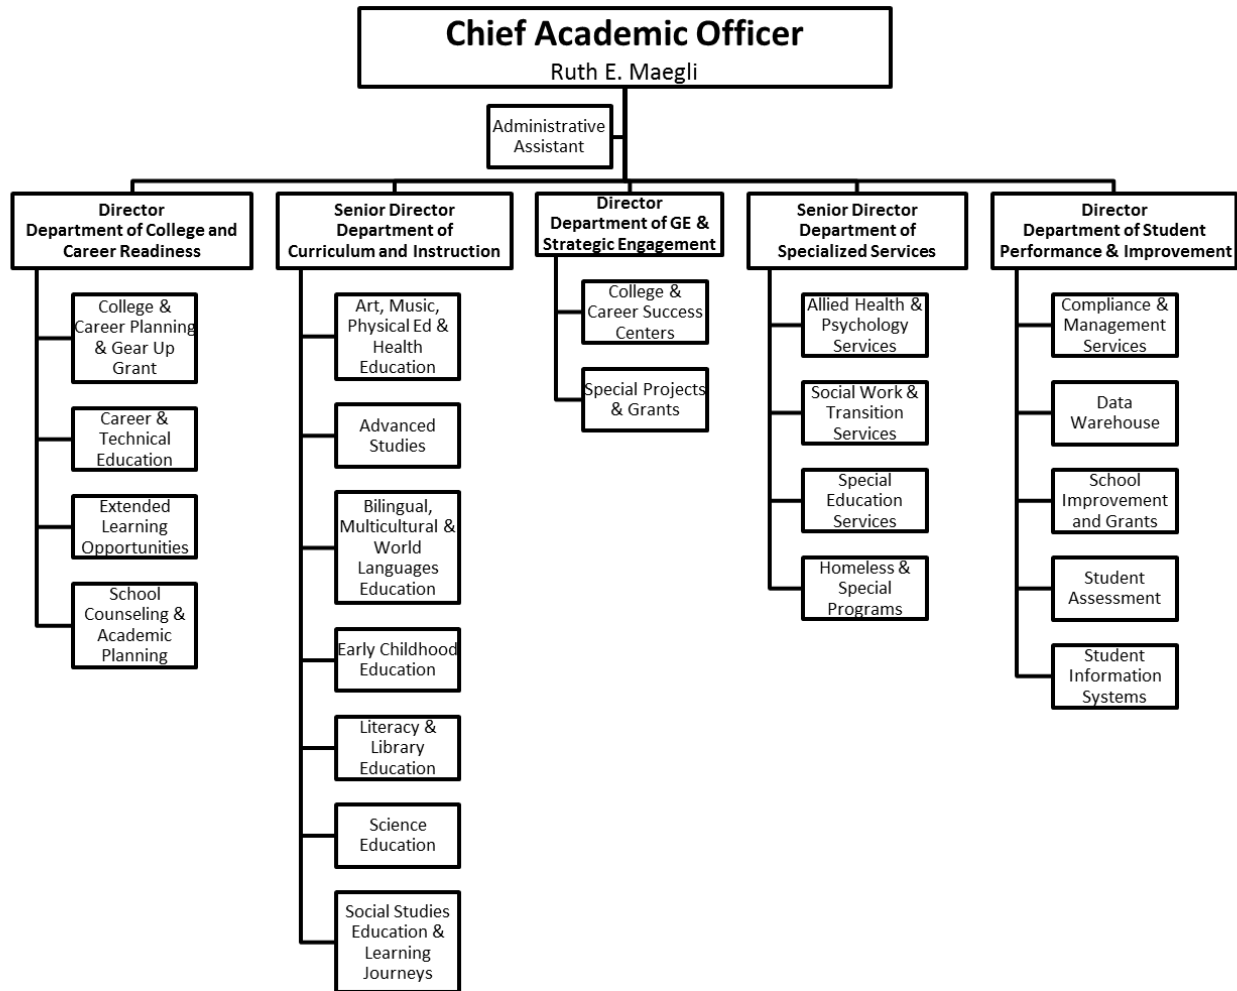 Chief Academic Officer
Ruth E. Maegli
Administrative
Assistant
Director
Department of College and
Career Readiness
College &
Career Planning
& Gear Up
Grant
Career &
Technical
Education
Extended
Learning
Opportunities
School
Counseling &
Academic
Planning
Senior Director
Department of
Curriculum and Instruction
Art, Music,
Physical Ed &
Health
Education
Advanced
Studies
Bilingual,
Multicultural &
World
Languages
Education
Early Childhood
Education
Literacy &
Library
Education
Science
Education
Social Studies
Education &
Learning
Journeys
Director
Department of GE &
Strategic Engagement
College &
Career Success
Centers
Special Projects
& Grants
Senior Director
Department of
Specialized Services
Allied Health &
Psychology
Services
Social Work &
Transition
Services
Special
Education
Services
Homeless &
Special
Programs
Director
Department of Student
Performance & Improvement
Compliance &
Management
Services
Data
Warehouse
School
Improvement
and Grants
Student
Assessment
Student
Information
Systems